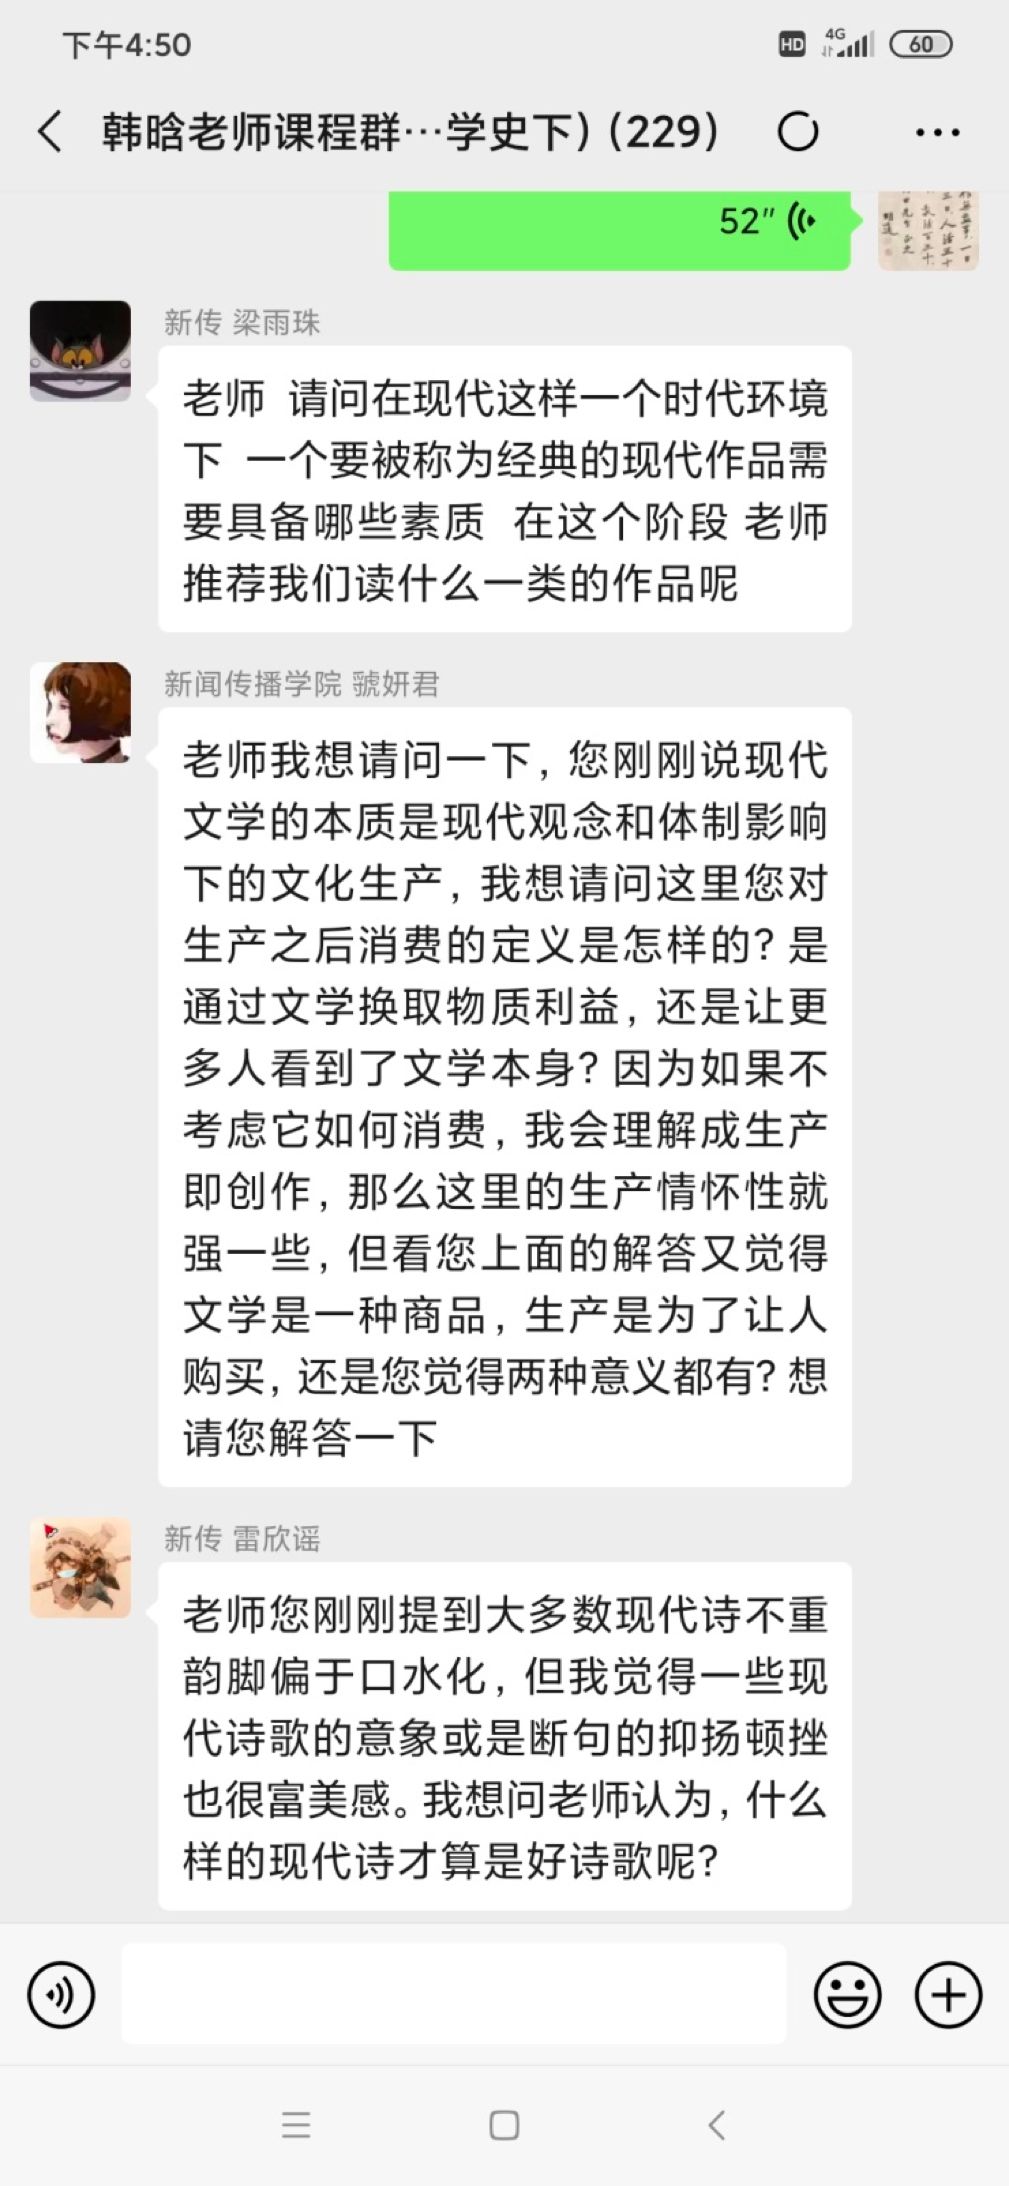 下午4:50
HD 4G 60
韩晗老师课程群…学史下）(229)
52″
新传 梁雨珠
老师 请问在现代这样一个时代环境
下 一个要被称为经典的现代作品需
要具备哪些素质 在这个阶段 老师
推荐我们读什么一类的作品呢
新闻传播学院 虢妍君
老师我想请问一下，您刚刚说现代
文学的本质是现代观念和体制影响
下的文化生产，我想请问这里您对
生产之后消费的定义是怎样的？是
通过文学换取物质利益，还是让更
多人看到了文学本身？因为如果不
考虑它如何消费，我会理解成生产
即创作，那么这里的生产情怀性就
强一些，但看您上面的解答又觉得
文学是一种商品，生产是为了让人
购买，还是您觉得两种意义都有？想
请您解答一下
新传 雷欣谣
老师您刚刚提到大多数现代诗不重
韵脚偏于口水化，但我觉得一些现
代诗歌的意象或是断句的抑扬顿挫
也很富美感。我想问老师认为，什么
样的现代诗才算是好诗歌呢？